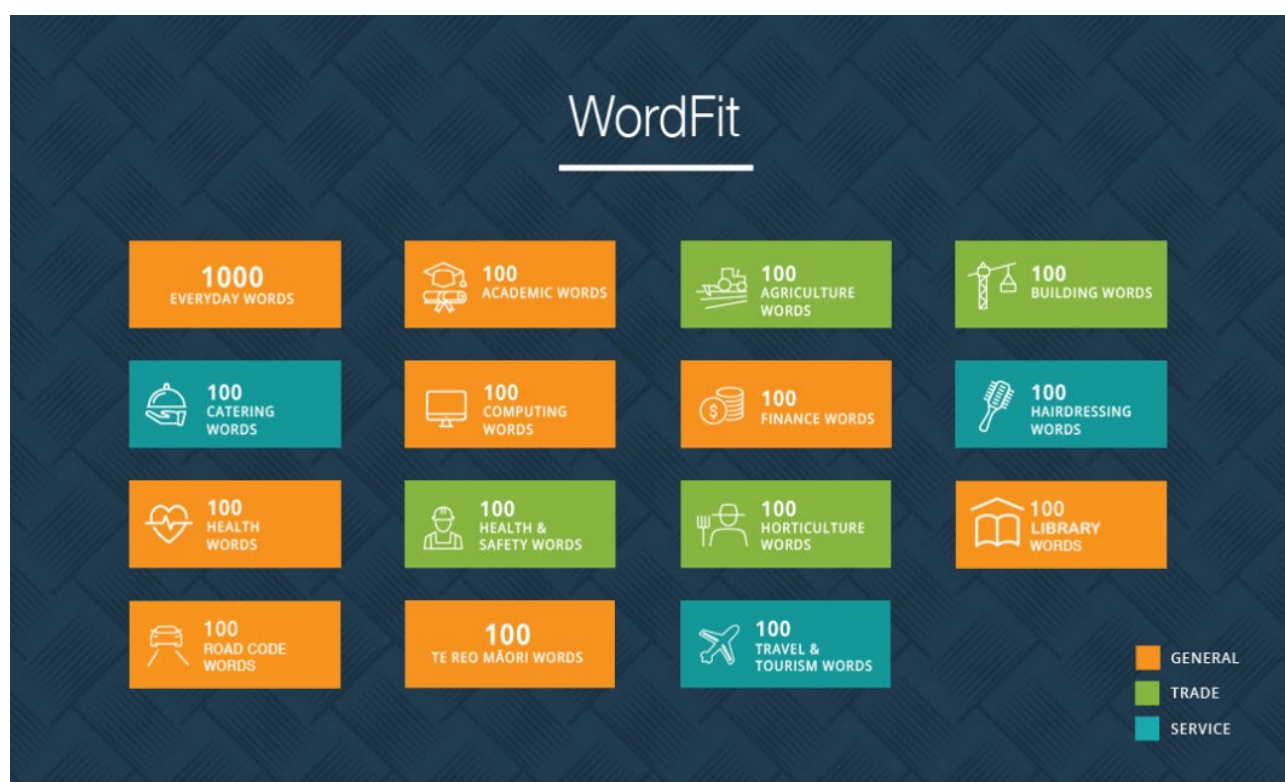 WordFit
1000
EVERYDAY WORDS
100
ACADEMIC WORDS
100
AGRICULTURE
WORDS
100
BUILDING WORDS
100
CATERING
WORDS
100
COMPUTING
WORDS
100
FINANCE WORDS
100
HAIRDRESSING
WORDS
100
HEALTH
WORDS
100
HEALTH &
SAFETY WORDS
100
HORTICULTURE
WORDS
100
LIBRARY
WORDS
100
ROAD CODE
WORDS
100
TE REO MĀORI WORDS
100
TRAVEL &
TOURISM WORDS
GENERAL
TRADE
SERVICE